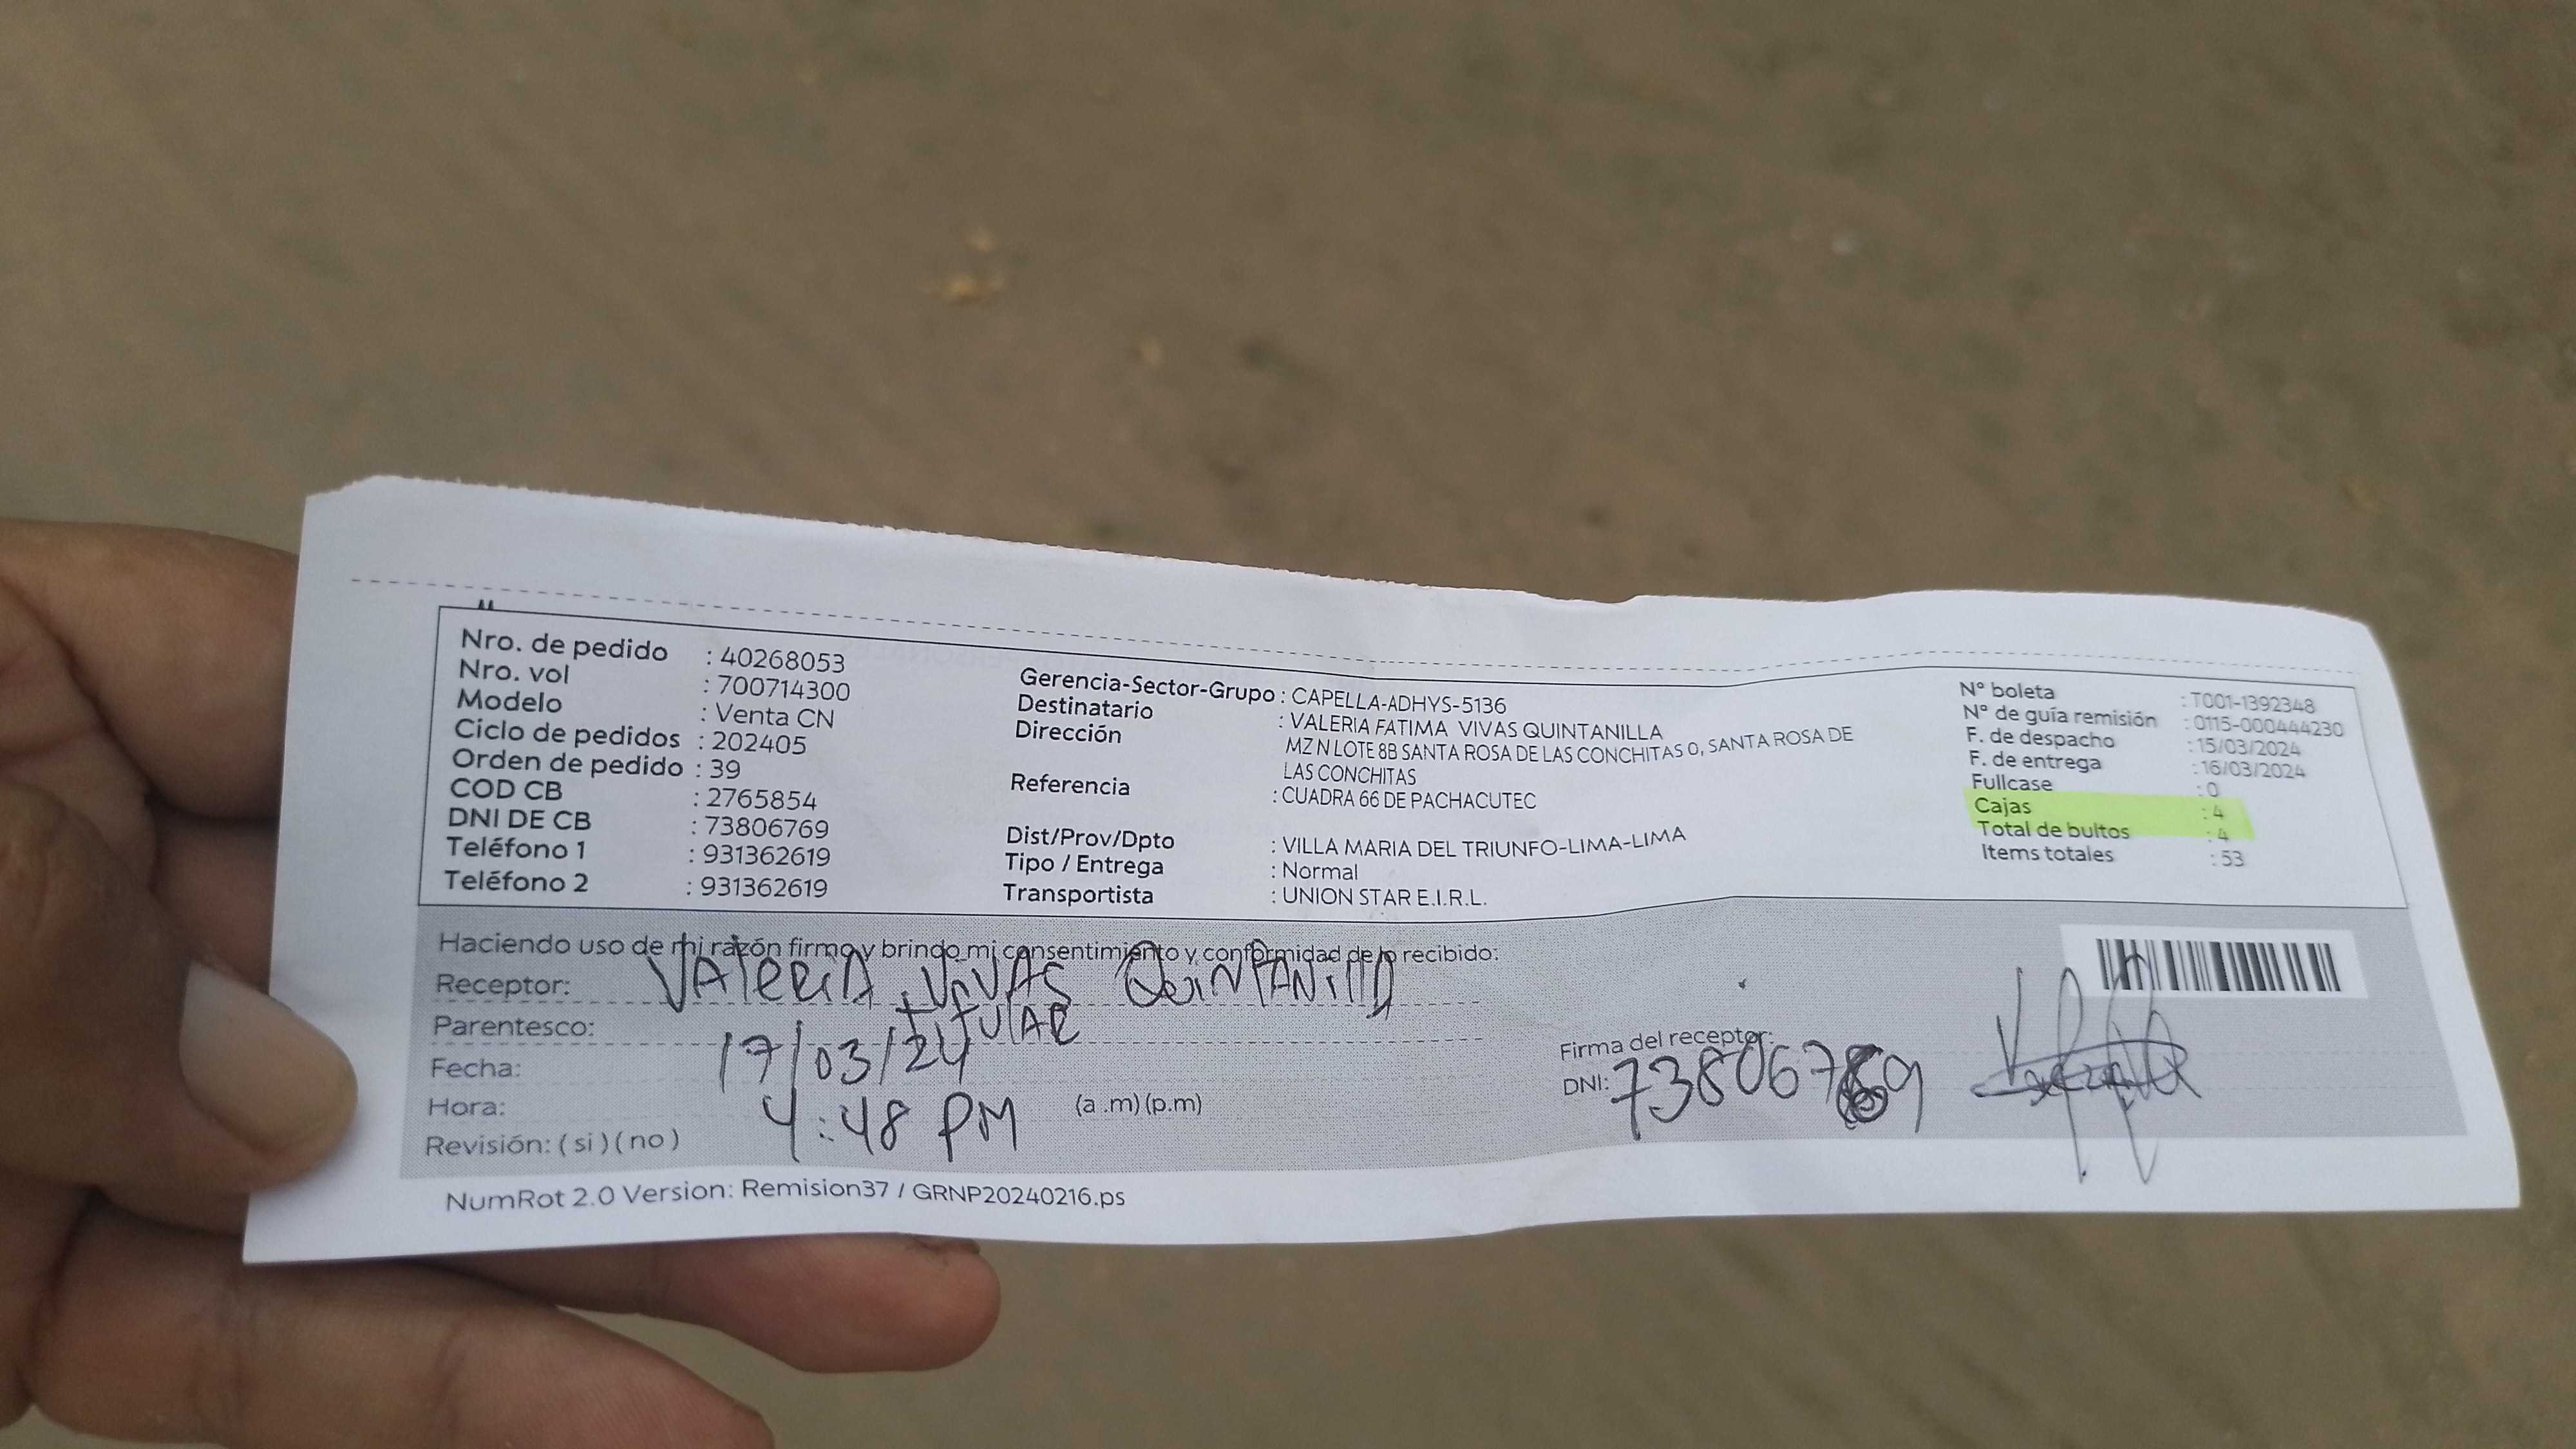 Nro. de pedido : 40268053
Nro. vol : 700714300
Modelo : Venta CN
Ciclo de pedidos : 202405
Orden de pedido : 39
COD CB : 2765854
DNI DE CB : 73806769
Teléfono 1 : 931362619
Teléfono 2 : 931362619
Gerencia-Sector-Grupo : CAPELLA-ADHYS-5136
Destinatario : VALERIA FATIMA VIVAS QUINTANILLA
Dirección MZ N LOTE 8B SANTA ROSA DE LAS CONCHITAS 0, SANTA ROSA DE
LAS CONCHITAS
Referencia : CUADRA 66 DE PACHACUTEC
Dist/Prov/Dpto : VILLA MARIA DEL TRIUNFO-LIMA-LIMA
Tipo / Entrega : Normal
Transportista : UNION STAR E.I.R.L.
N° boleta : T001-1392348
N° de guía remisión : 0115-000444230
F. de despacho : 15/03/2024
F. de entrega : 16/03/2024
Fullcase : 0
Cajas : 4
Total de bultos : 4
Items totales : 53
Haciendo uso de mi razón firmo y brindo mi consentimiento y conformidad de lo recibido:
Receptor: VALERIA VIVAS QUINTANILLA
Parentesco: titULAR
Fecha: 17/03/24
Hora: 4:48 PM (a .m) (p.m)
Revisión: ( si ) ( no )
Firma del receptor:
DNI:
NumRot 2.0 Version: Remision37 / GRNP20240216.ps